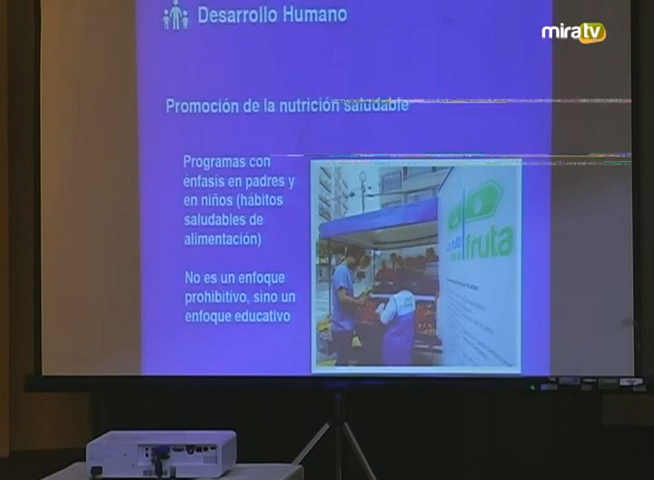 Desarrollo Humano
miratv
Promoción de la nutrición saludable
Programas con
énfasis en padres y
en niños (hábitos
saludables de
alimentación)
No es un enfoque
prohibitivo, sino un
enfoque educativo
fruta